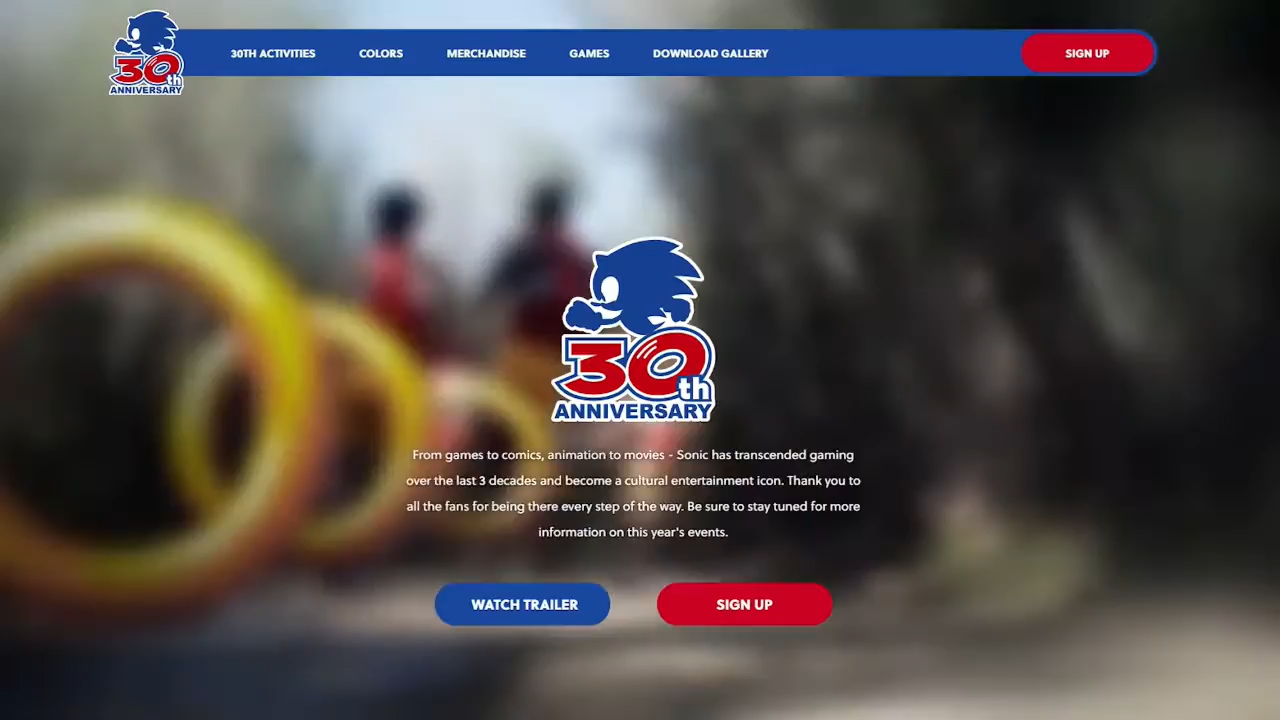 30th
ANNIVERSARY
30TH ACTIVITIES
COLORS
MERCHANDISE
GAMES
DOWNLOAD GALLERY
SIGN UP
30th
ANNIVERSARY
From games to comics, animation to movies - Sonic has transcended gaming
over the last 3 decades and become a cultural entertainment icon. Thank you to
all the fans for being there every step of the way. Be sure to stay tuned for more
information on this year's events.
WATCH TRAILER
SIGN UP